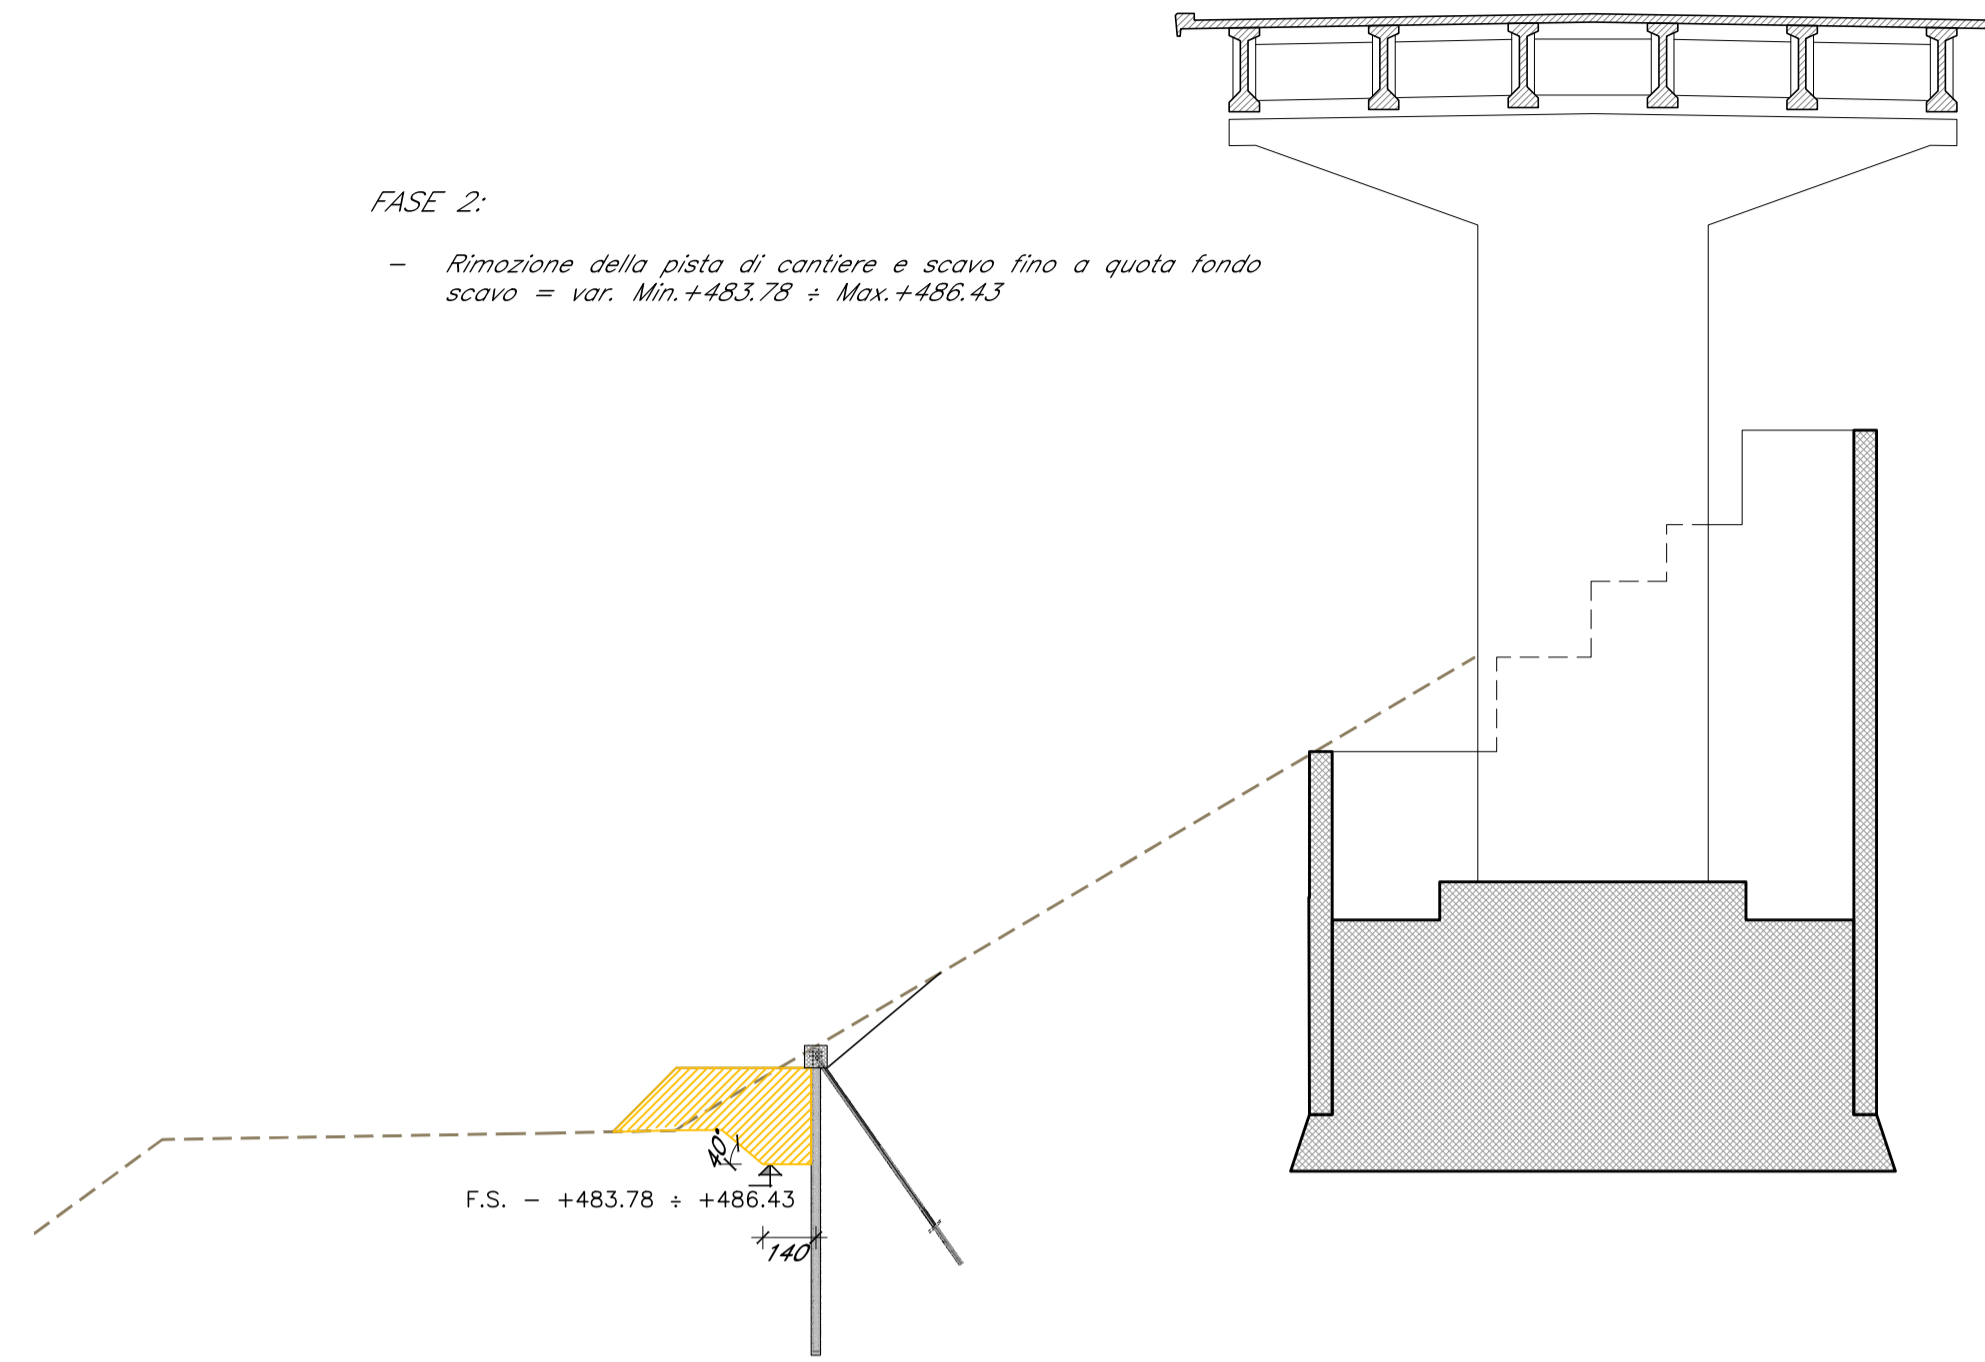 FASE 2:
- Rimozione della pista di cantiere e scavo fino a quota fondo
scavo = var. Min.+483.78 ÷ Max.+486.43
40°
F.S. - +483.78 ÷ +486.43
140